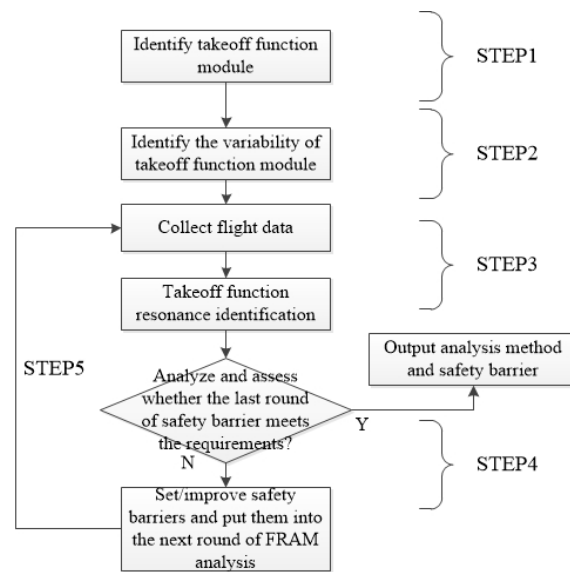 Identify takeoff function
module
STEP1
Identify the variability of
takeoff function module
STEP2
Collect flight data
STEP3
Takeoff function
resonance identification
STEP5
Output analysis method
and safety barrier
Analyze and assess
whether the last round
of safety barrier meets
the requirements?
Y
N
STEP4
Set/improve safety
barriers and put them into
the next round of FRAM
analysis